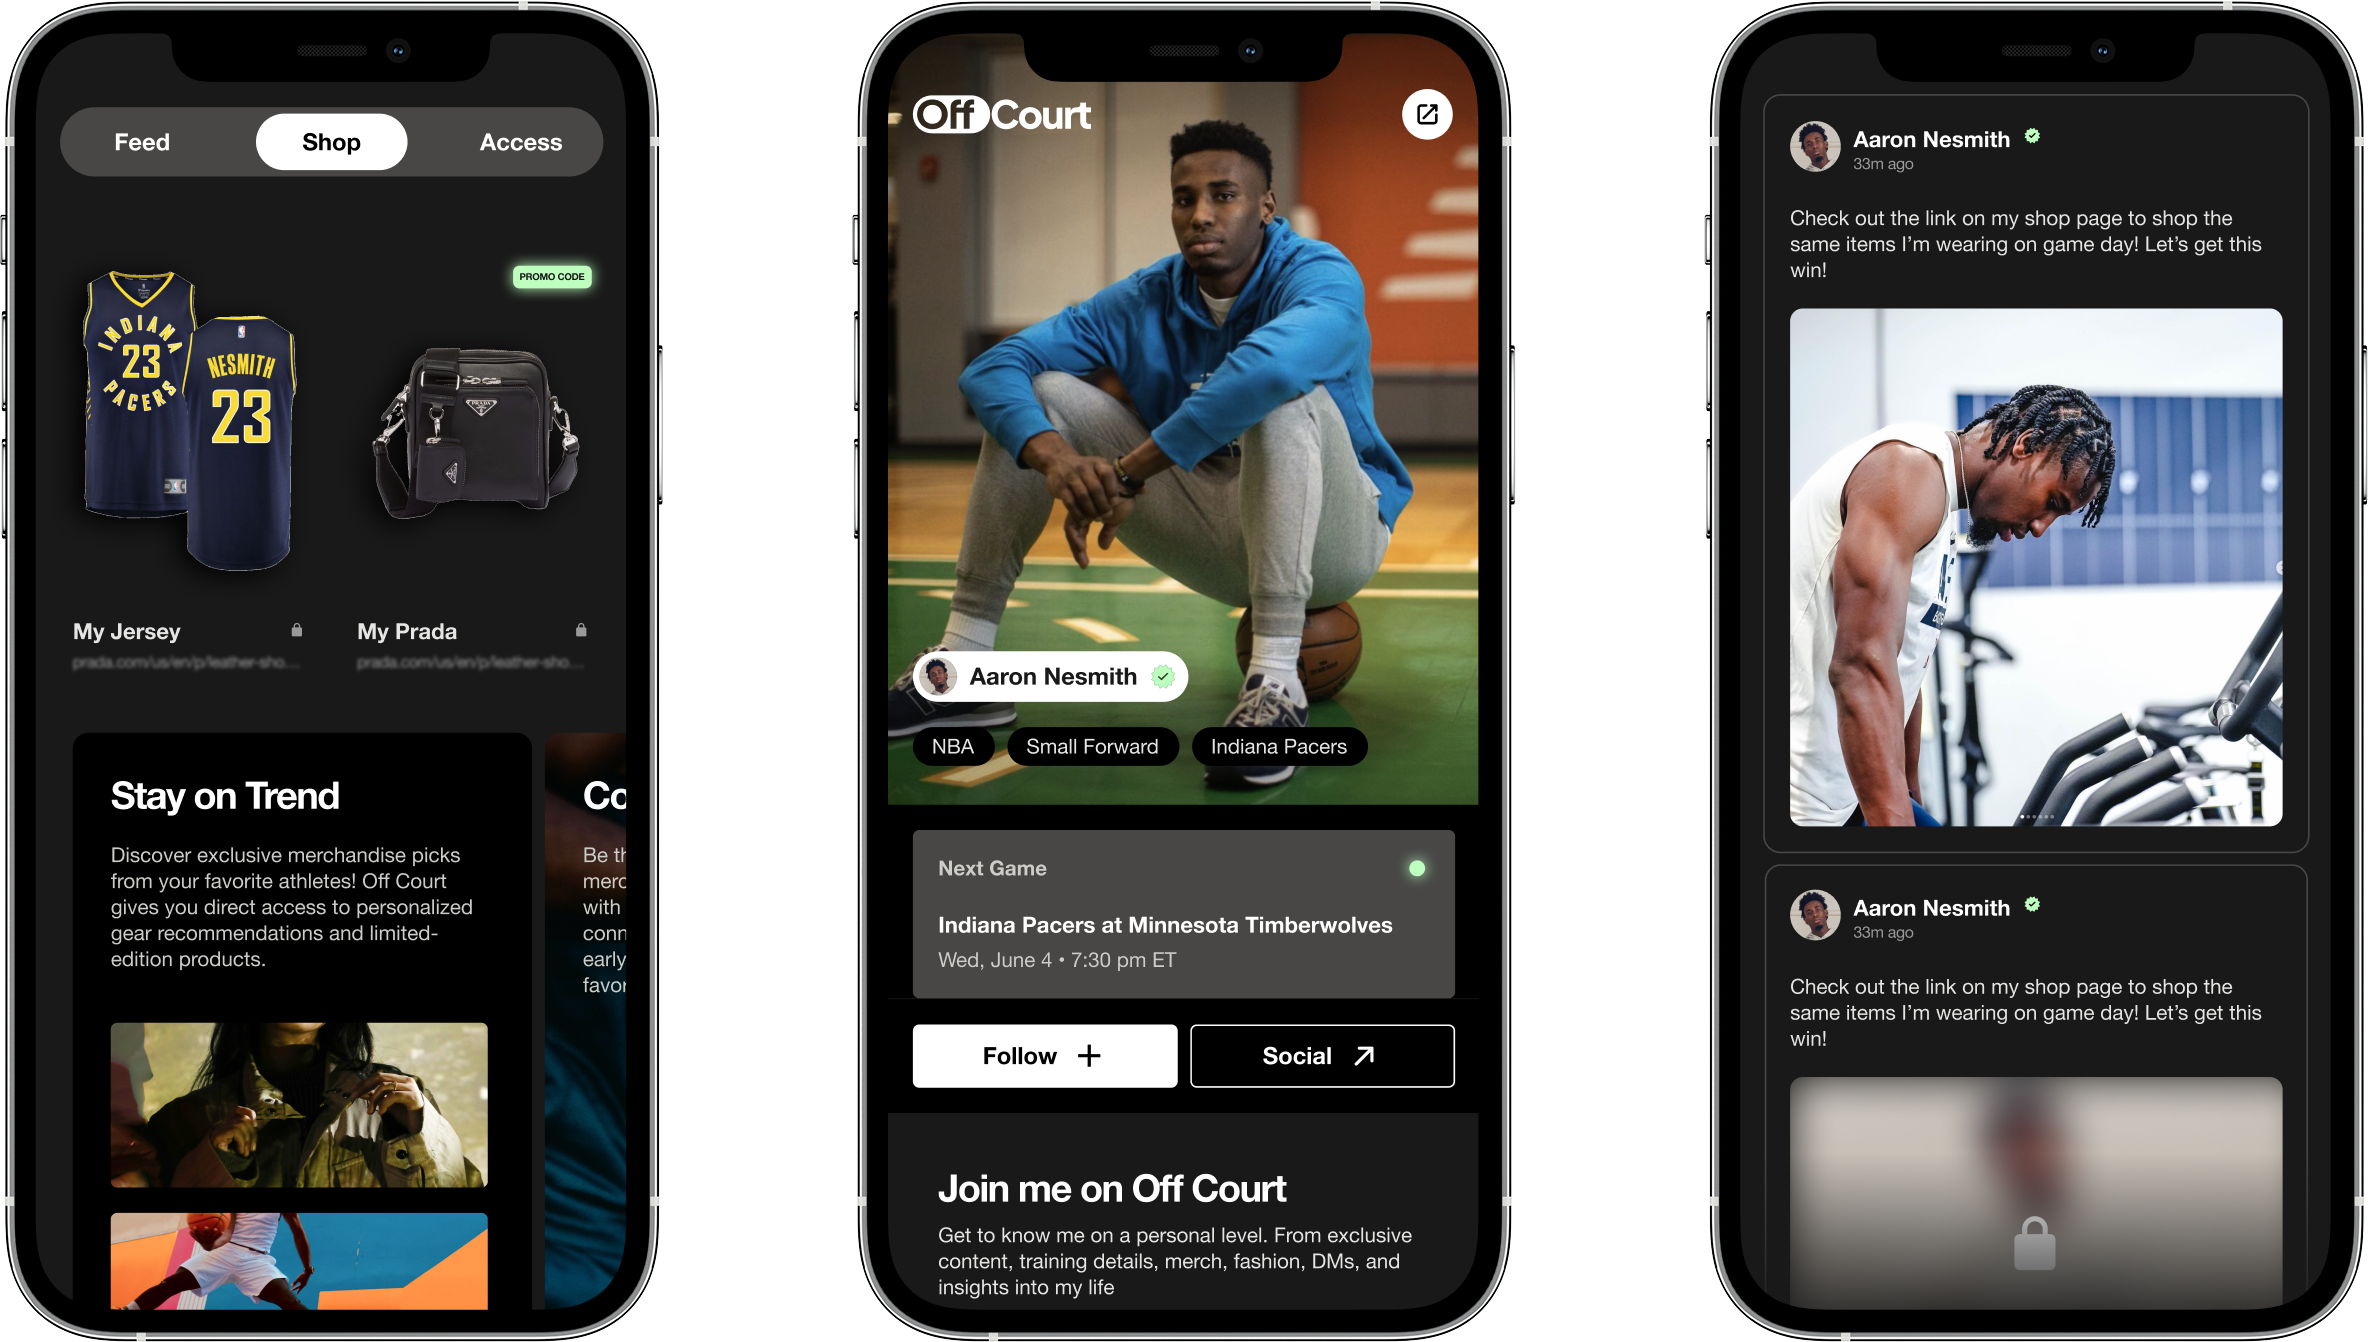 Feed
Shop
Access
PROMO CODE
INDIANA
23
PACERS
NESMITH
23
PRADA
My Jersey
My Prada
prada.com/us/en/p/leather-sho...
prada.com/us/en/p/leather-sho...
Stay on Trend
Discover exclusive merchandise picks
from your favorite athletes! Off Court
gives you direct access to personalized
gear recommendations and limited-
edition products.
Co
Be th
merc
with
conn
early
favor
Off Court
Aaron Nesmith
NBA
Small Forward
Indiana Pacers
Next Game
Indiana Pacers at Minnesota Timberwolves
Wed, June 4 • 7:30 pm ET
Follow
Social
Join me on Off Court
Get to know me on a personal level. From exclusive
content, training details, merch, fashion, DMs, and
insights into my life
Aaron Nesmith
33m ago
Check out the link on my shop page to shop the
same items I’m wearing on game day! Let’s get this
win!
Aaron Nesmith
33m ago
Check out the link on my shop page to shop the
same items I’m wearing on game day! Let’s get this
win!